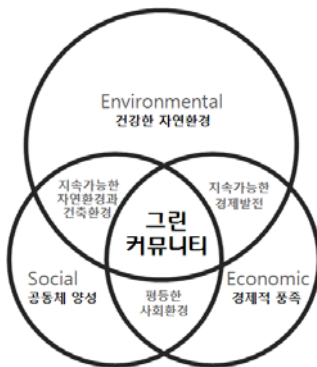 Environmental
건강한 자연환경
지속가능한
자연환경과
건축환경
지속가능한
경제발전
그린
커뮤니티
Social
공동체 양성
Economic
경제적 풍족
평등한
사회환경